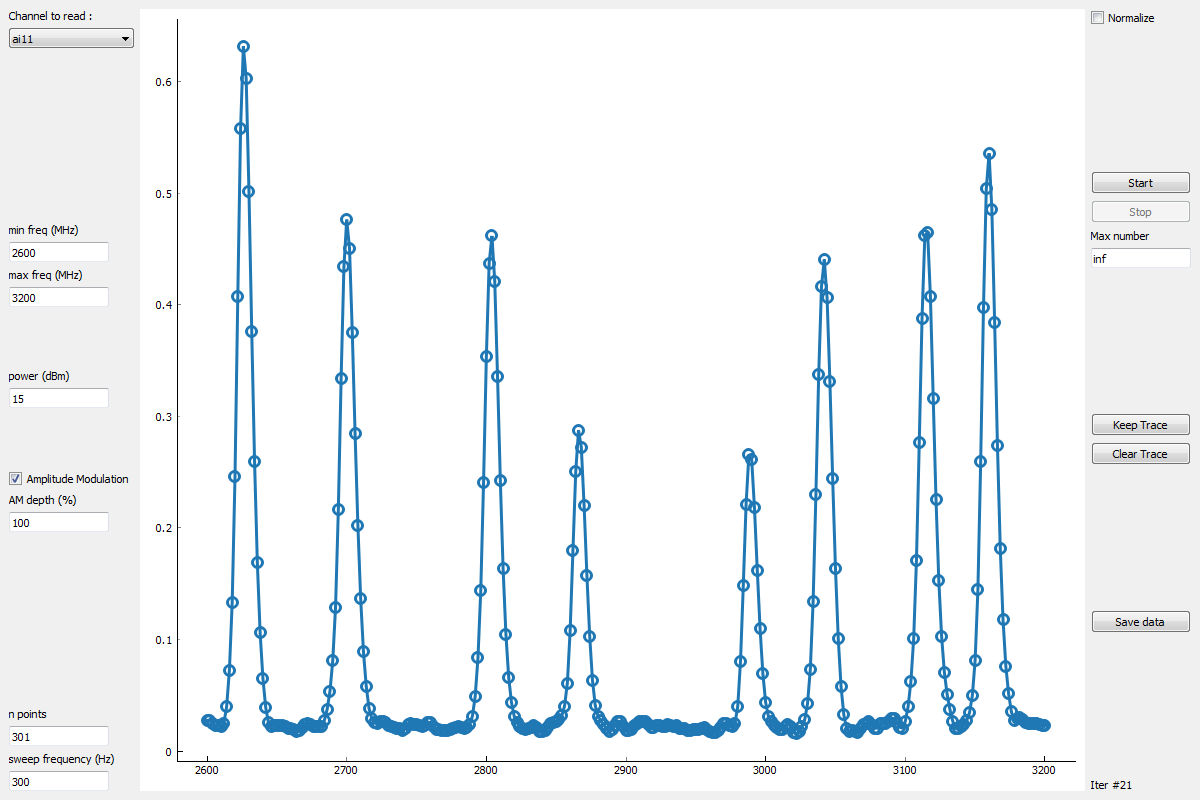 Channel to read :
ai11
min freq (MHz)
2600
max freq (MHz)
3200
power (dBm)
15
Amplitude Modulation
AM depth (%)
100
n points
301
sweep frequency (Hz)
300
0.6
0.5
0.4
0.3
0.2
0.1
0
2600 2700 2800 2900 3000 3100 3200
Normalize
Start
Stop
Max number
inf
Keep Trace
Clear Trace
Save data
Iter #21